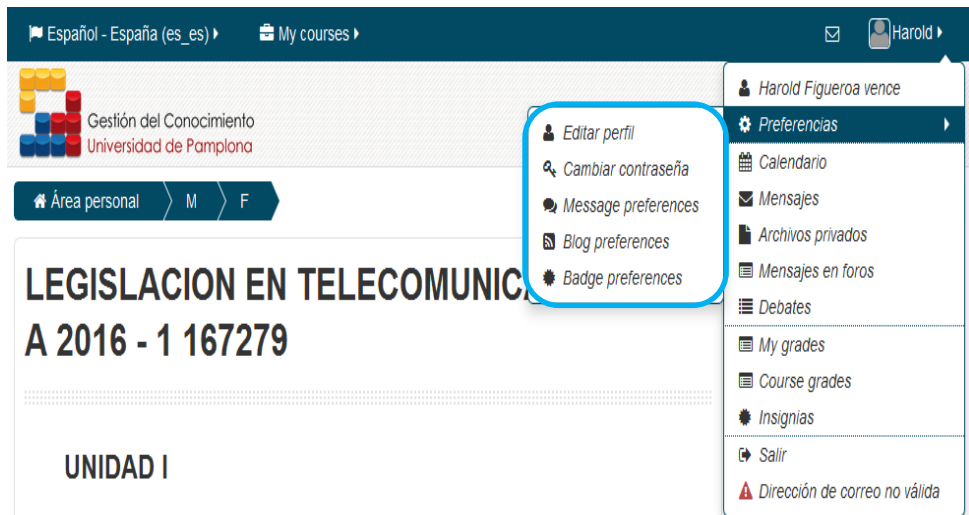 Español - España (es_es)
My courses
Harold
Gestión del Conocimiento
Universidad de Pamplona
Área personal
M
F
LEGISLACION EN TELECOMUNIC
A 2016 - 1 167279
UNIDAD I
Editar perfil
Cambiar contraseña
Message preferences
Blog preferences
Badge preferences
Harold Figueroa vence
Preferencias
Calendario
Mensajes
Archivos privados
Mensajes en foros
Debates
My grades
Course grades
Insignias
Salir
Dirección de correo no válida